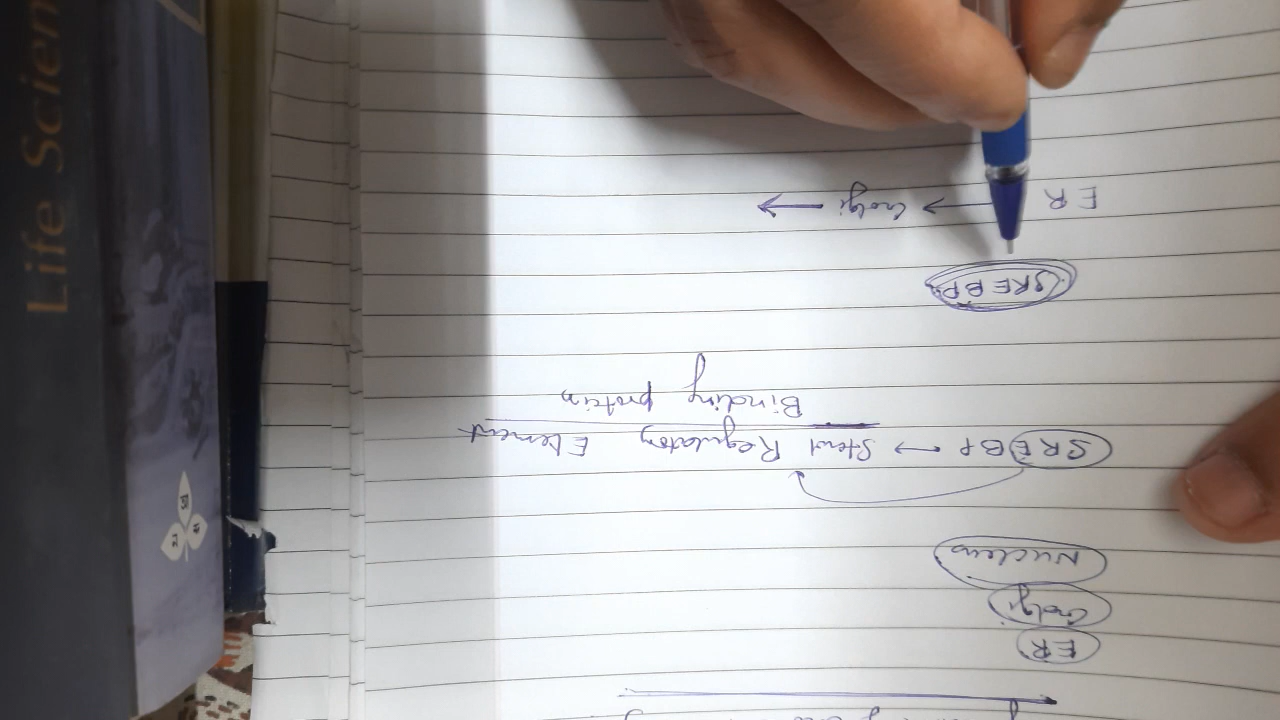 ER
Golgi
Nucleus
SREBP → Sterol Regulatory Element
Binding protein
SREBP
ER → Golgi →
Life Scien